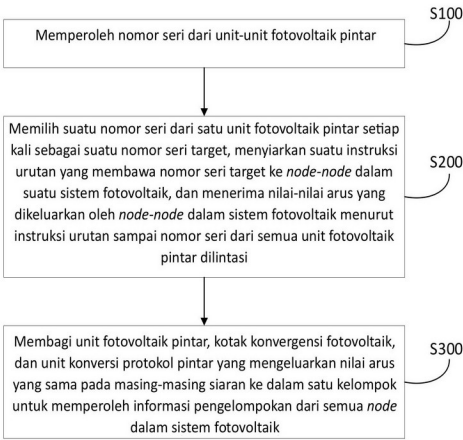 S100
Memperoleh nomor seri dari unit-unit fotovoltaik pintar
S200
Memilih suatu nomor seri dari satu unit fotovoltaik pintar setiap
kali sebagai suatu nomor seri target, menyiarkan suatu instruksi
urutan yang membawa nomor seri target ke node-node dalam
suatu sistem fotovoltaik, dan menerima nilai-nilai arus yang
dikeluarkan oleh node-node dalam sistem fotovoltaik menurut
instruksi urutan sampai nomor seri dari semua unit fotovoltaik
pintar dilintasi
S300
Membagi unit fotovoltaik pintar, kotak konvergensi fotovoltaik,
dan unit konversi protokol pintar yang mengeluarkan nilai arus
yang sama pada masing-masing siaran ke dalam satu kelompok
untuk memperoleh informasi pengelompokan dari semua node
dalam sistem fotovoltaik